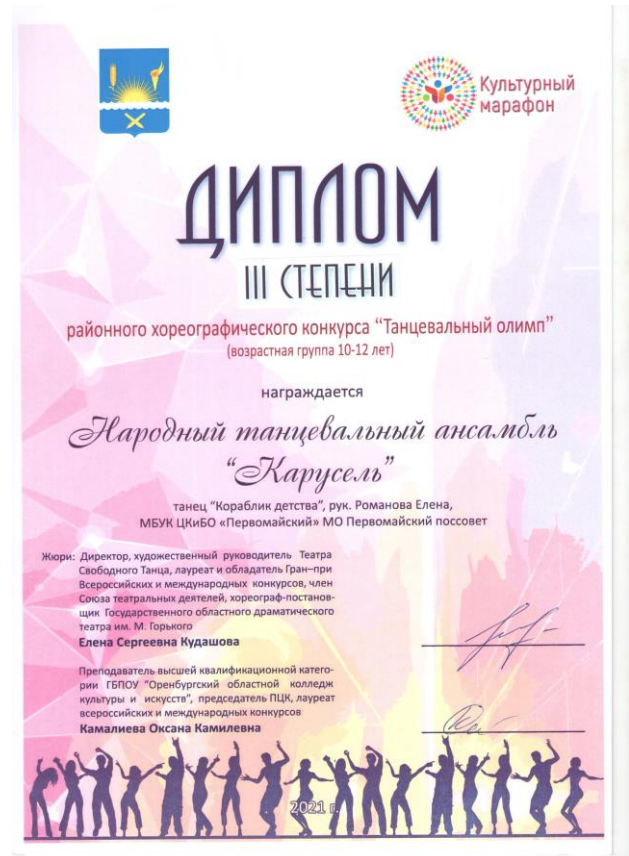 Культурный
марафон
ДИПЛОМ
III СТЕПЕНИ
районного хореографического конкурса “Танцевальный олимп”
(возрастная группа 10-12 лет)
награждается
Народный танцевальный ансамбль
“Карусель”
танец “Кораблик детства”, рук. Романова Елена,
МБУК ЦКиБО «Первомайский» МО Первомайский поссовет
Жюри: Директор, художественный руководитель Театра
Свободного Танца, лауреат и обладатель Гран–при
Всероссийских и международных конкурсов, член
Союза театральных деятелей, хореограф-постанов-
щик Государственного областного драматического
театра им. М. Горького
Елена Сергеевна Кудашова
Преподаватель высшей квалификационной катего-
рии ГБПОУ “Оренбургский областной колледж
культуры и искусств”, председатель ПЦК, лауреат
всероссийских и международных конкурсов
Камалиева Оксана Камилевна
2021 г.